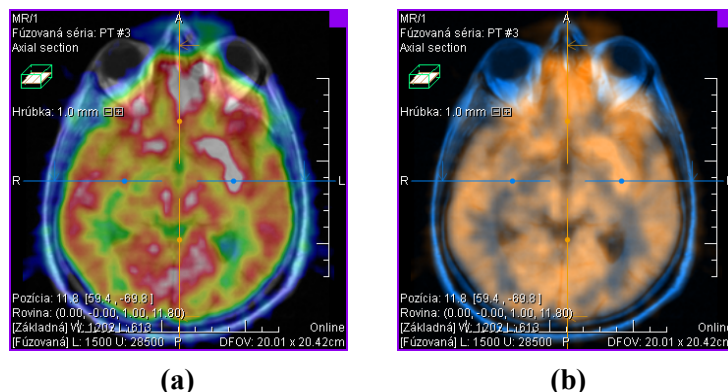 MR/1
A
Fúzovaná séria: PT #3
Axial section
Hrúbka: 1.0 mm
R
L
Pozícia: 11.8 [59.4, -69.8]
Rovina: (0.00, -0.00, 1.00, 11.80)
[Základná] W: 1202 L: 613
Online
[Fúzovaná] L: 1500 U: 28500
P
DFOV: 20.01 x 20.42cm
MR/1
A
Fúzovaná séria: PT #3
Axial section
Hrúbka: 1.0 mm
R
L
Pozícia: 11.8 [59.4, -69.8]
Rovina: (0.00, -0.00, 1.00, 11.80)
[Základná] W: 1202 L: 613
Online
[Fúzovaná] L: 1500 U: 28500
P
DFOV: 20.01 x 20.42cm
(a)
(b)